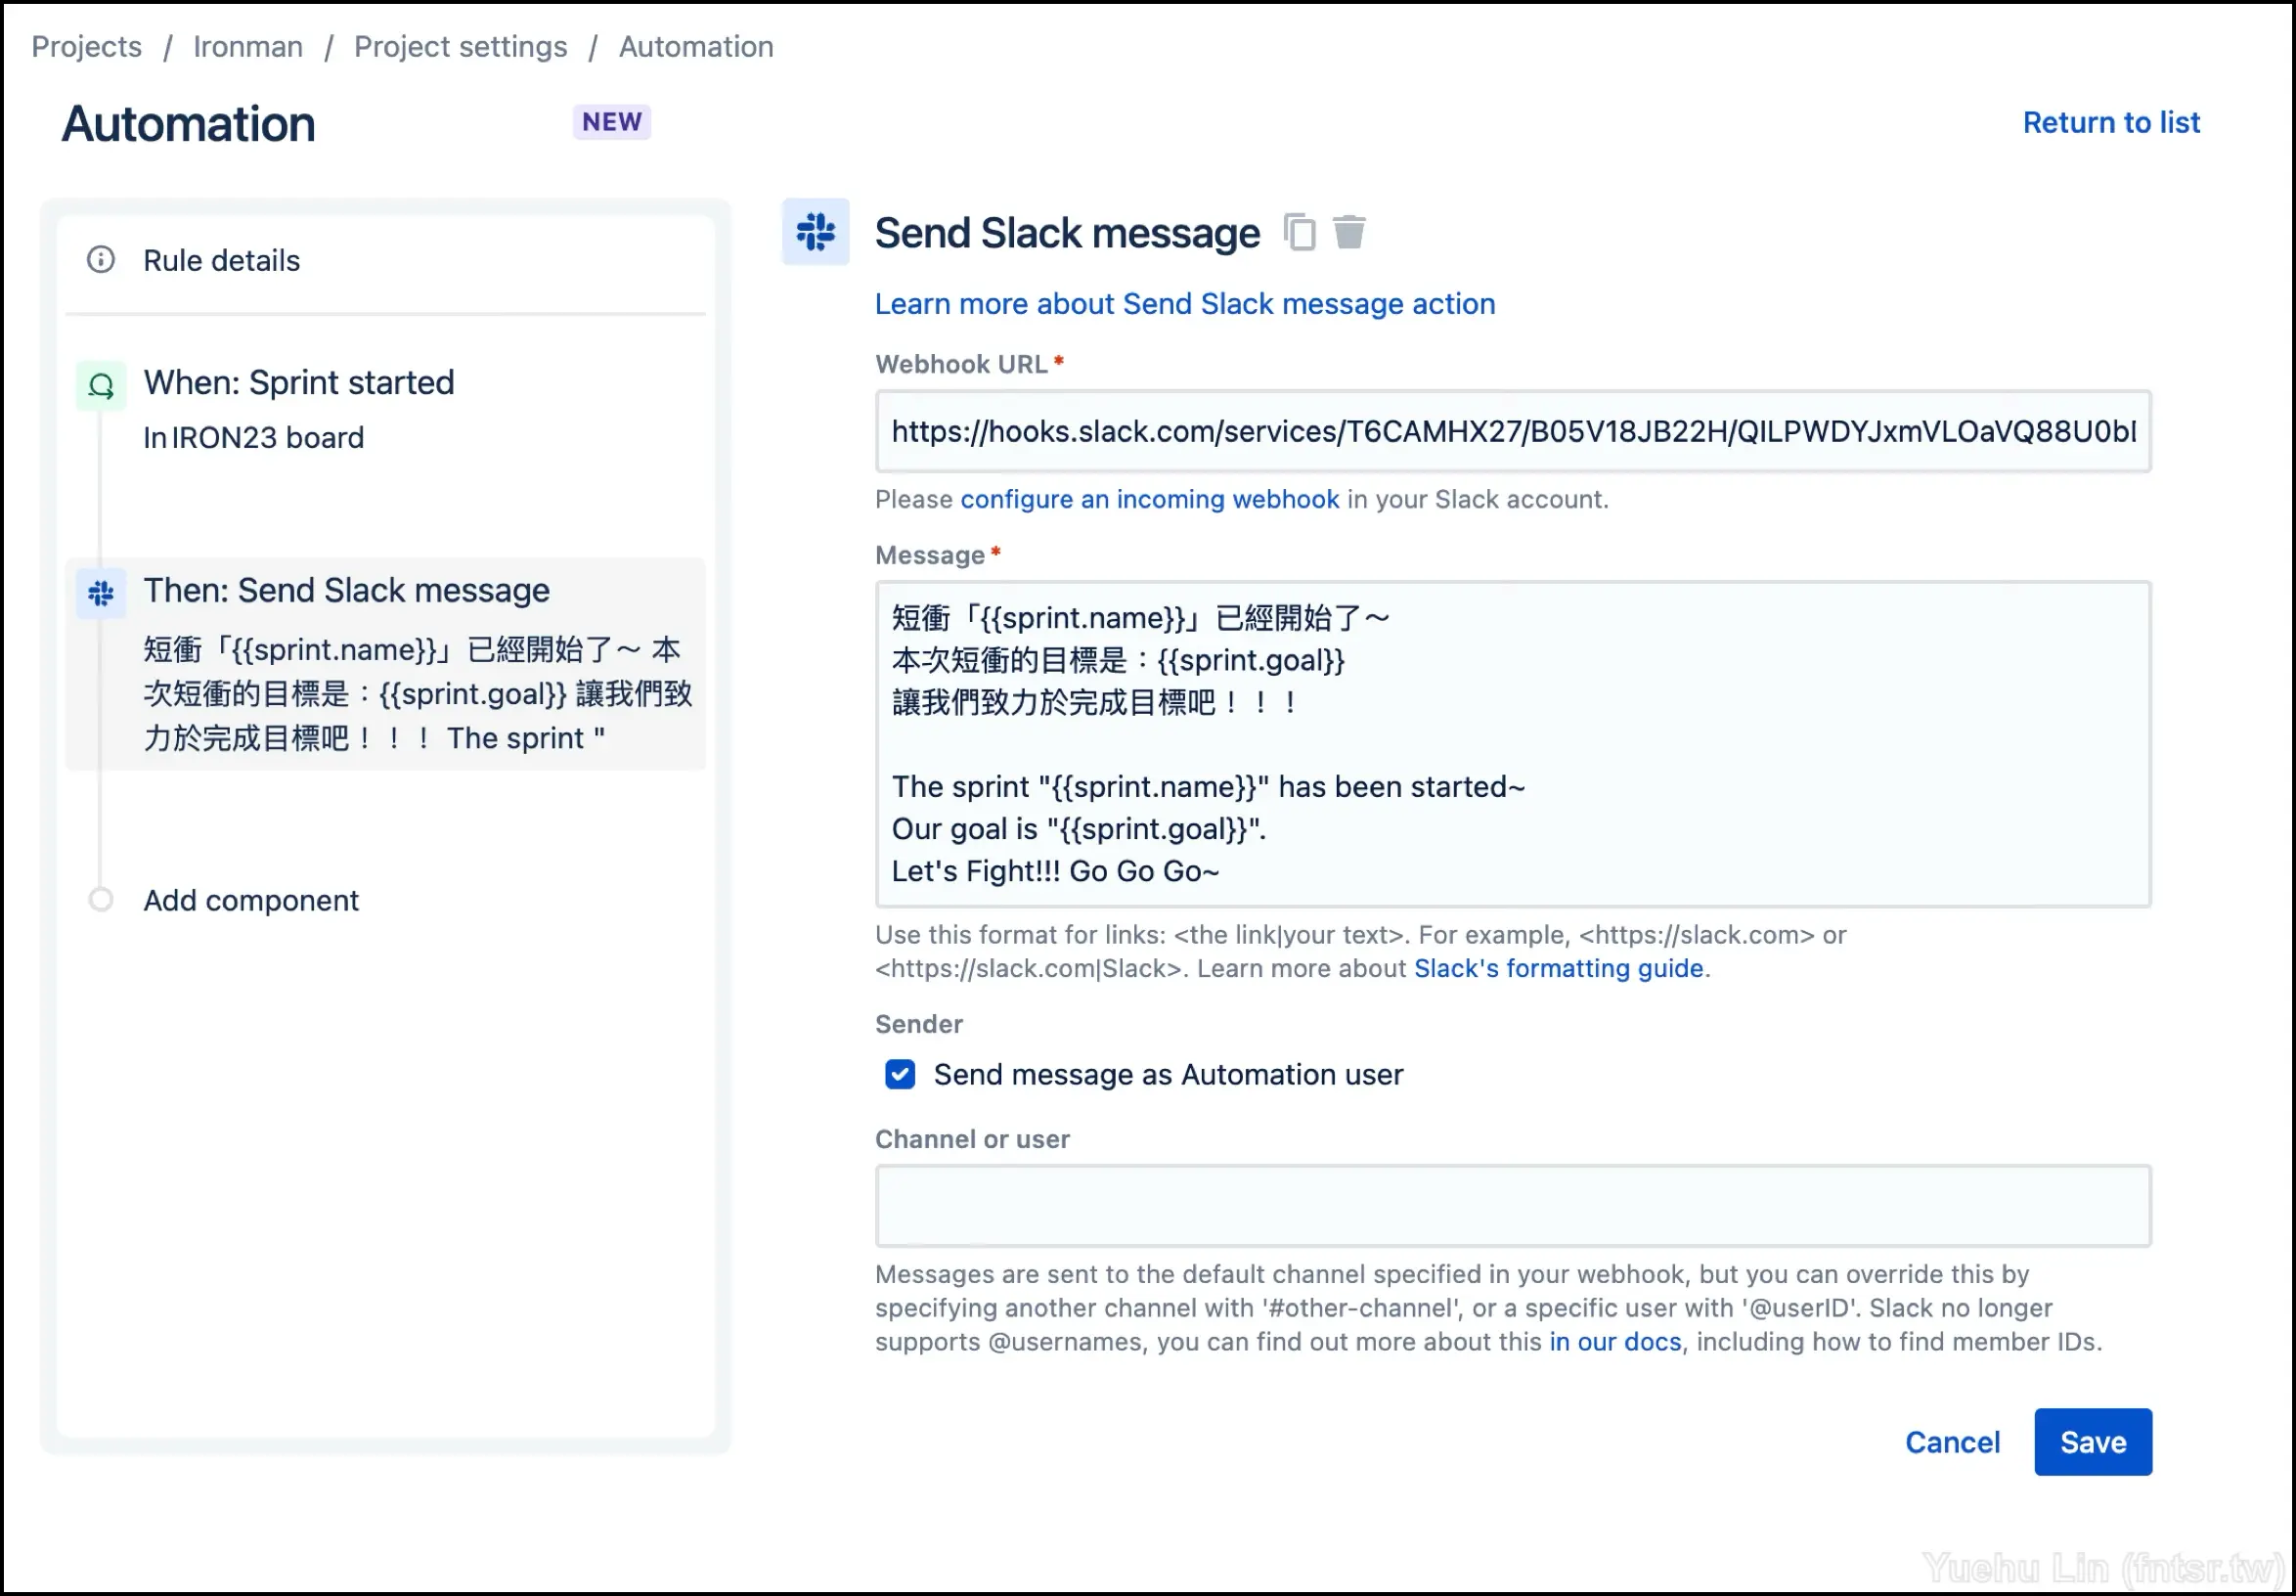 Projects / Ironman / Project settings / Automation
Automation
NEW
Return to list
Rule details
When: Sprint started
In IRON23 board
Then: Send Slack message
短衝「{{sprint.name}}」已經開始了～ 本
次短衝的目標是：{{sprint.goal}} 讓我們致
力於完成目標吧！！！ The sprint "
Add component
Send Slack message
Learn more about Send Slack message action
Webhook URL *
https://hooks.slack.com/services/T6CAMHX27/B05V18JB22H/QILPWDYJxmVLOaVQ88U0b
Please configure an incoming webhook in your Slack account.
Message *
短衝「{{sprint.name}}」已經開始了～
本次短衝的目標是：{{sprint.goal}}
讓我們致力於完成目標吧！！！
The sprint "{{sprint.name}}" has been started~
Our goal is "{{sprint.goal}}".
Let's Fight!!! Go Go Go~
Use this format for links: <the link|your text>. For example, <https://slack.com> or
<https://slack.com|Slack>. Learn more about Slack's formatting guide.
Sender
Send message as Automation user
Channel or user
Messages are sent to the default channel specified in your webhook, but you can override this by
specifying another channel with '#other-channel', or a specific user with '@userID'. Slack no longer
supports @usernames, you can find out more about this in our docs, including how to find member IDs.
Cancel
Save
Yuehu Lin (fntsr.tw)